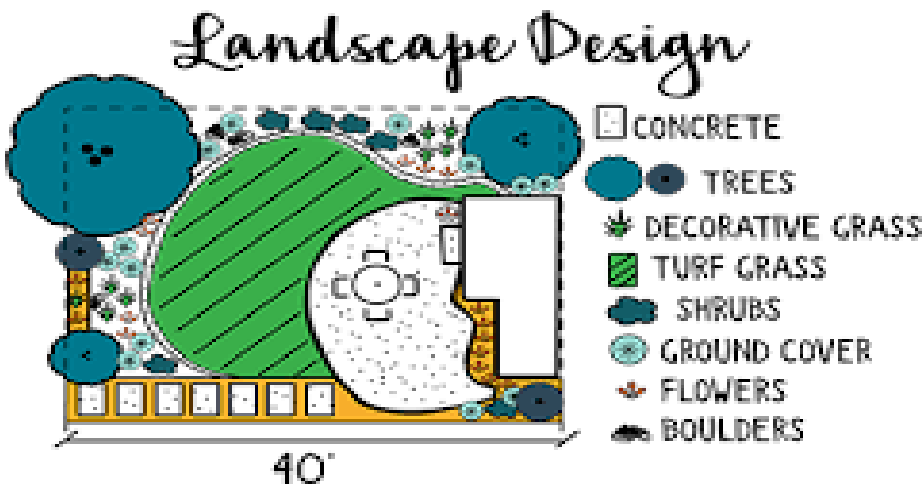 Landscape Design
CONCRETE
TREES
DECORATIVE GRASS
TURF GRASS
SHRUBS
GROUND COVER
FLOWERS
BOULDERS
40'